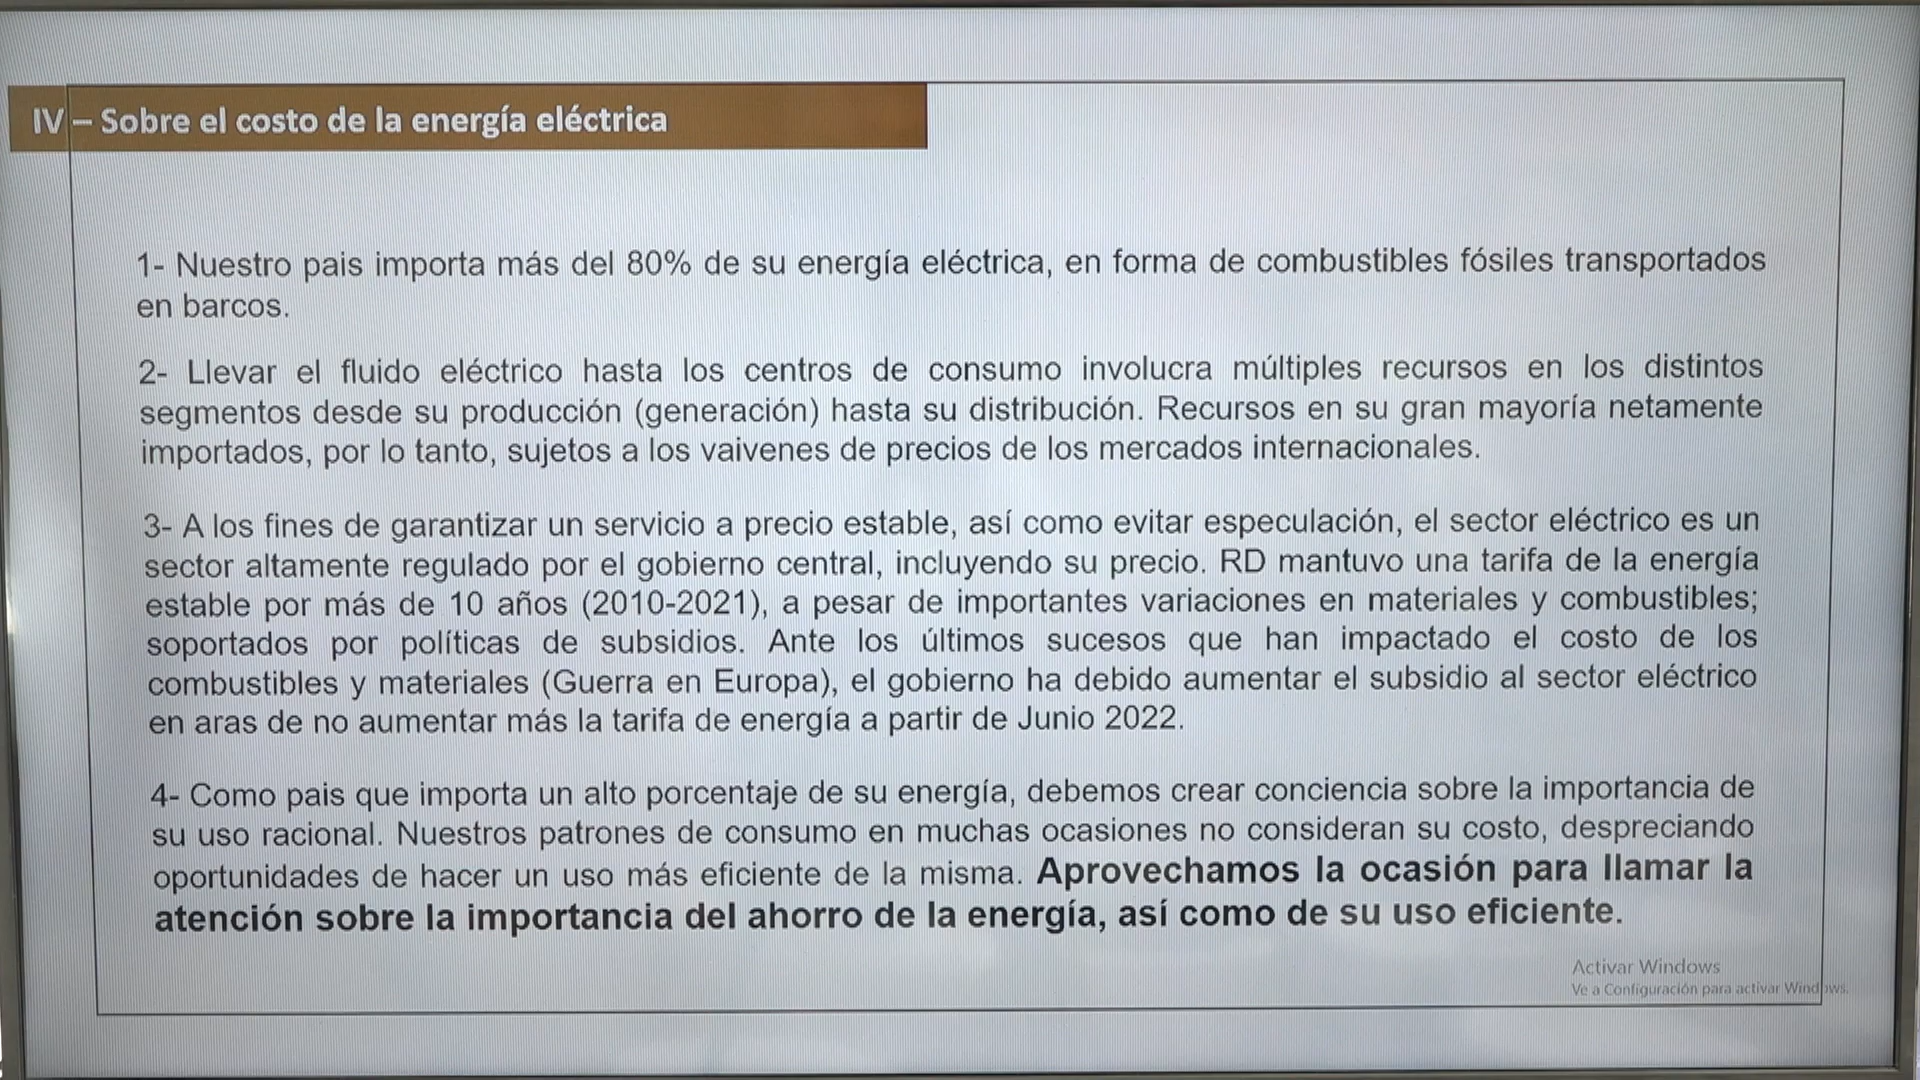 IV – Sobre el costo de la energía eléctrica
1- Nuestro pais importa más del 80% de su energía eléctrica, en forma de combustibles fósiles transportados
en barcos.
2- Llevar el fluido eléctrico hasta los centros de consumo involucra múltiples recursos en los distintos
segmentos desde su producción (generación) hasta su distribución. Recursos en su gran mayoría netamente
importados, por lo tanto, sujetos a los vaivenes de precios de los mercados internacionales.
3- A los fines de garantizar un servicio a precio estable, así como evitar especulación, el sector eléctrico es un
sector altamente regulado por el gobierno central, incluyendo su precio. RD mantuvo una tarifa de la energía
estable por más de 10 años (2010-2021), a pesar de importantes variaciones en materiales y combustibles;
soportados por políticas de subsidios. Ante los últimos sucesos que han impactado el costo de los
combustibles y materiales (Guerra en Europa), el gobierno ha debido aumentar el subsidio al sector eléctrico
en aras de no aumentar más la tarifa de energía a partir de Junio 2022.
4- Como pais que importa un alto porcentaje de su energía, debemos crear conciencia sobre la importancia de
su uso racional. Nuestros patrones de consumo en muchas ocasiones no consideran su costo, despreciando
oportunidades de hacer un uso más eficiente de la misma. Aprovechamos la ocasión para llamar la
atención sobre la importancia del ahorro de la energía, así como de su uso eficiente.
Activar Windows
Ve a Configuración para activar Windows.